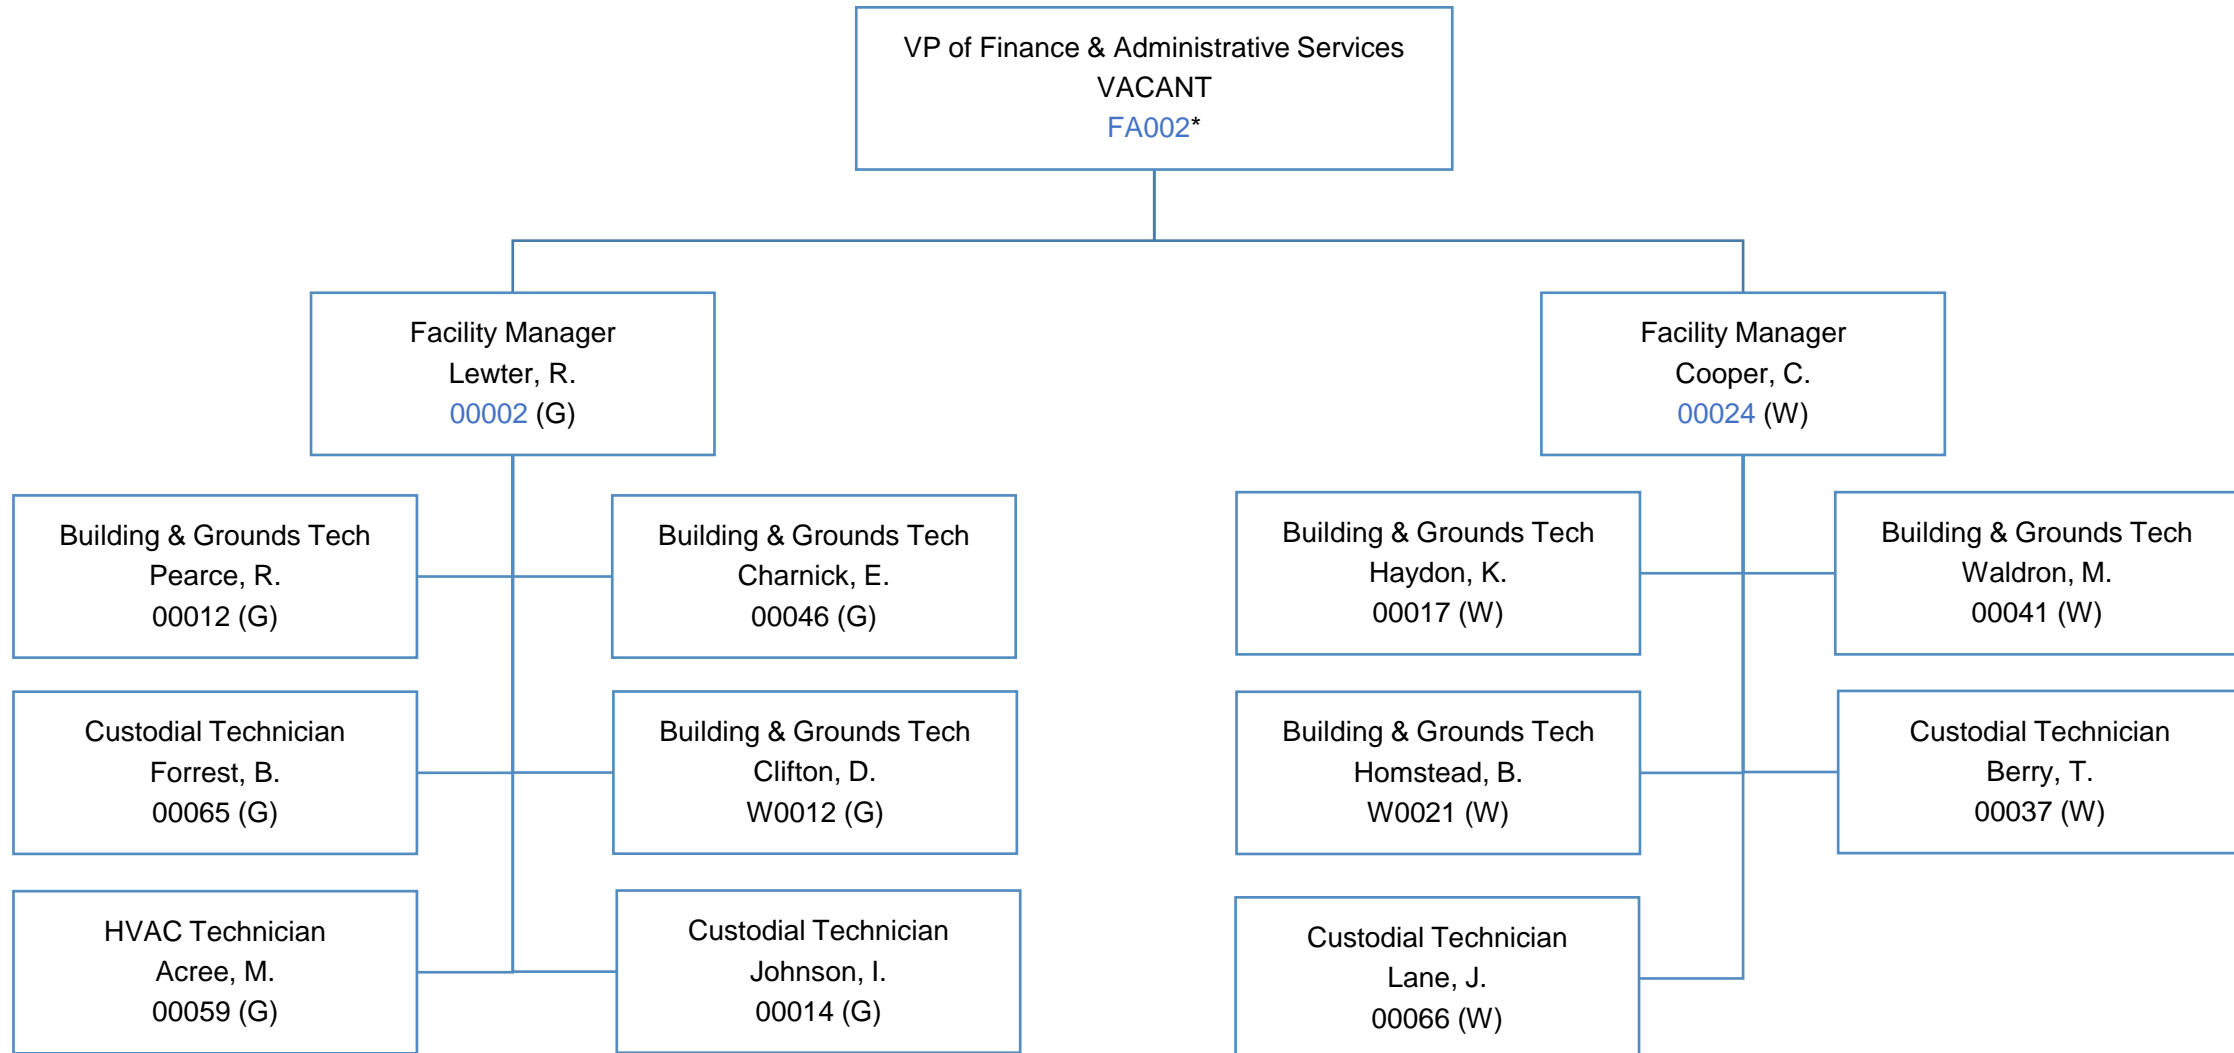 VP of Finance & Administrative Services
VACANT
FA002*
Facility Manager
Lewter, R.
00002 (G)
Facility Manager
Cooper, C.
00024 (W)
Building & Grounds Tech
Pearce, R.
00012 (G)
Building & Grounds Tech
Charnick, E.
00046 (G)
Building & Grounds Tech
Haydon, K.
00017 (W)
Building & Grounds Tech
Waldron, M.
00041 (W)
Custodial Technician
Forrest, B.
00065 (G)
Building & Grounds Tech
Clifton, D.
W0012 (G)
Building & Grounds Tech
Homstead, B.
W0021 (W)
Custodial Technician
Berry, T.
00037 (W)
HVAC Technician
Acree, M.
00059 (G)
Custodial Technician
Johnson, I.
00014 (G)
Custodial Technician
Lane, J.
00066 (W)